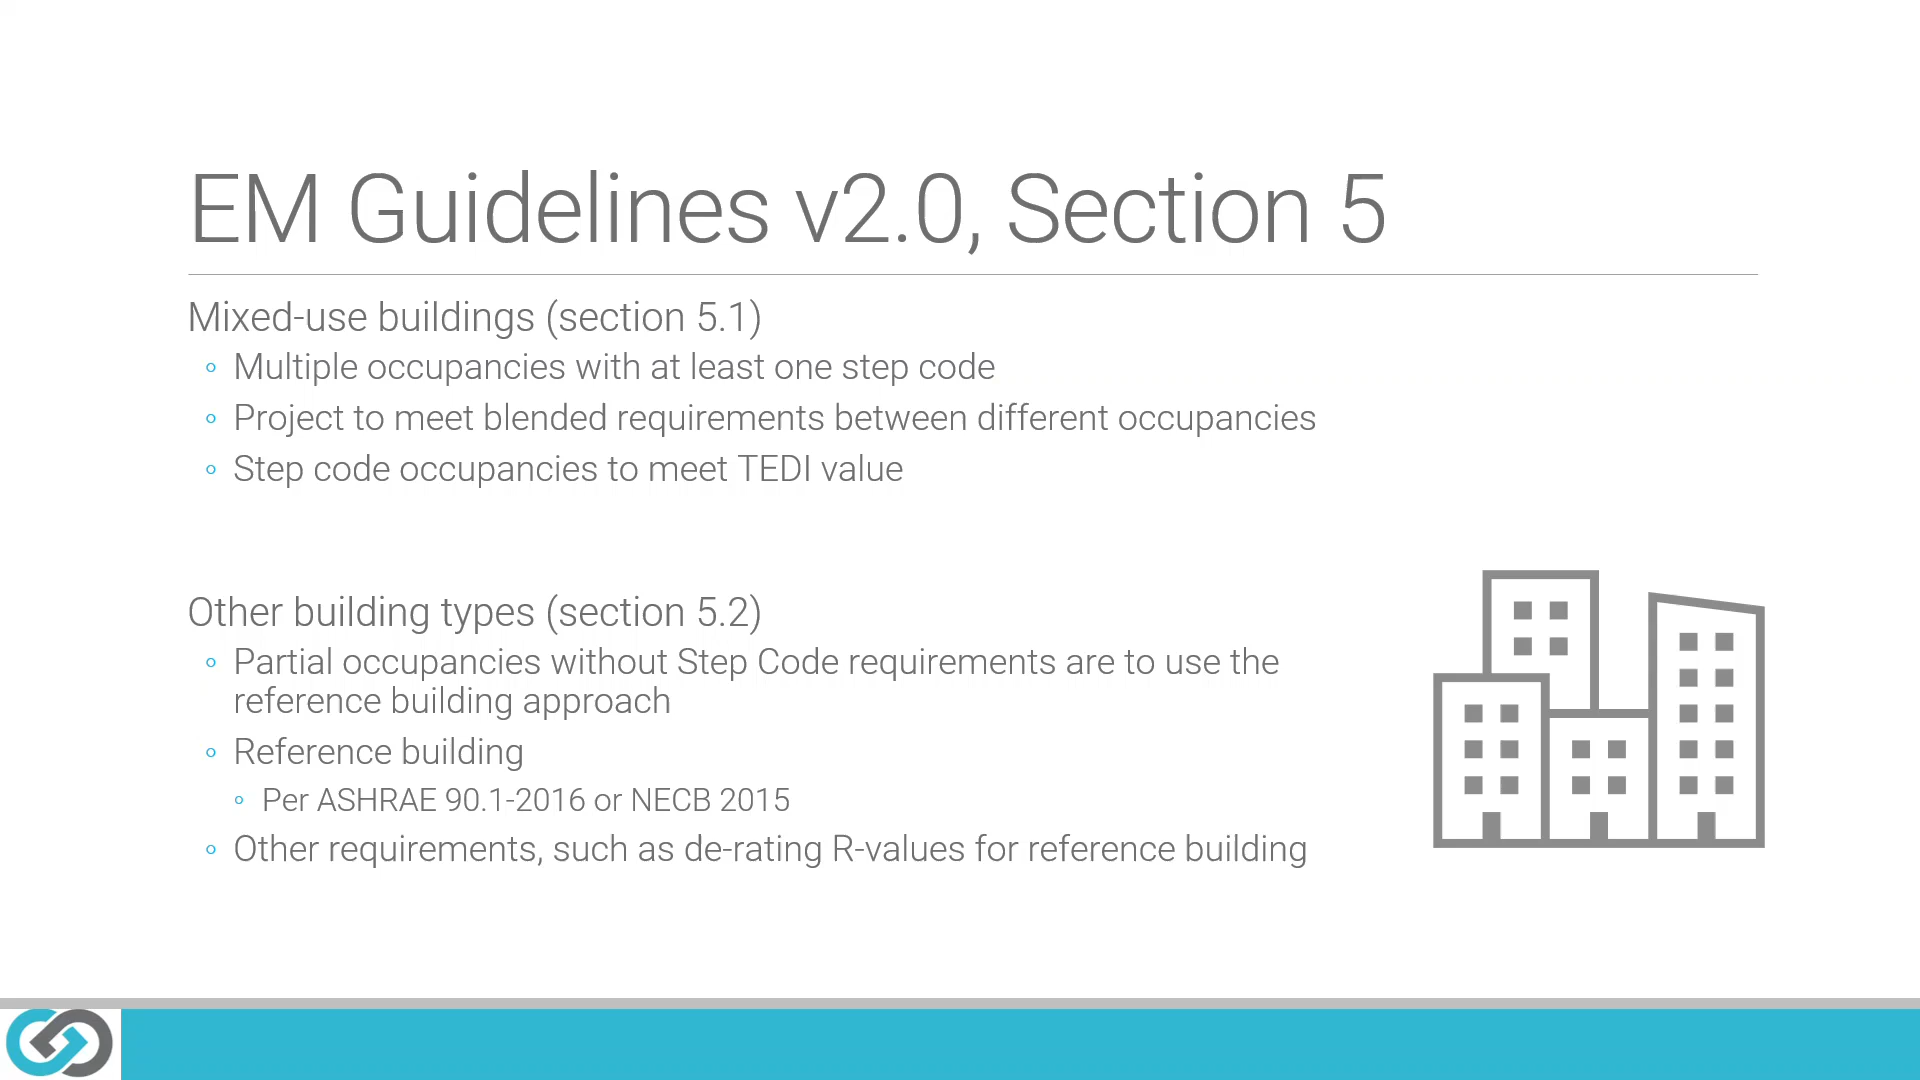 EM Guidelines v2.0, Section 5
Mixed-use buildings (section 5.1)
Multiple occupancies with at least one step code
Project to meet blended requirements between different occupancies
Step code occupancies to meet TEDI value
Other building types (section 5.2)
Partial occupancies without Step Code requirements are to use the
reference building approach
Reference building
Per ASHRAE 90.1-2016 or NECB 2015
Other requirements, such as de-rating R-values for reference building